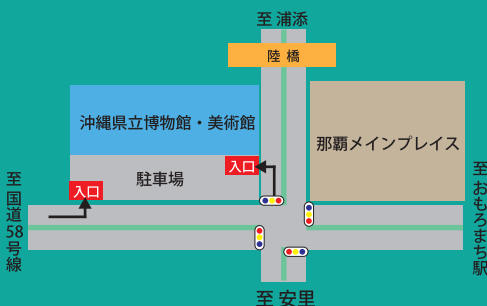 至 浦添
陸 橋
沖縄県立博物館・美術館
那覇メインプレイス
入口
駐車場
入口
至 国道58号線
至 おもろまち駅
至 安里